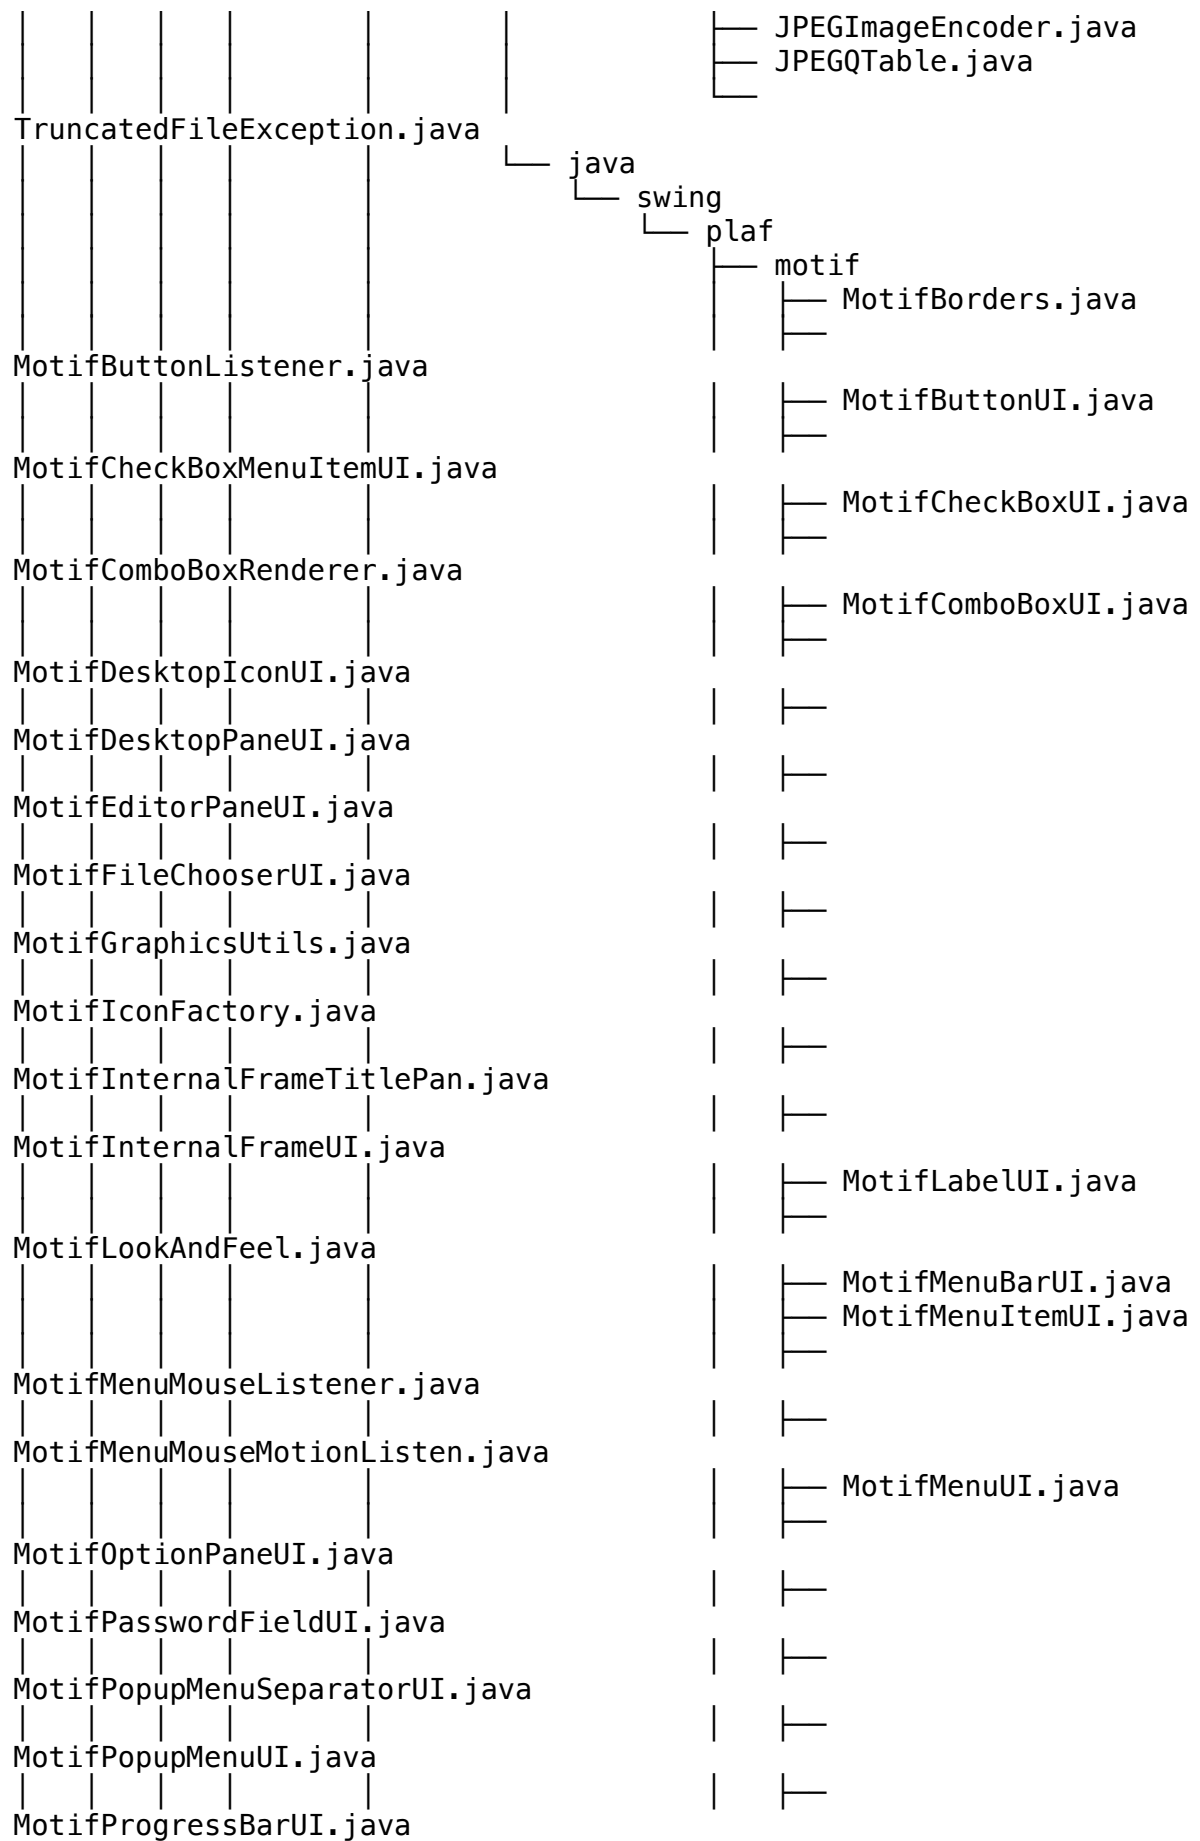 │   │   │   │       │       │           ├── JPEGImageEncoder.java
│   │   │   │       │       │           ├── JPEGQTable.java
│   │   │   │       │       │           └──
TruncatedFileException.java
│   │   │   │       │       └── java
│   │   │   │       │           └── swing
│   │   │   │       │               └── plaf
│   │   │   │       │                   ├── motif
│   │   │   │       │                   │   ├── MotifBorders.java
│   │   │   │       │                   │   ├──
MotifButtonListener.java
│   │   │   │       │                   │   ├── MotifButtonUI.java
│   │   │   │       │                   │   ├──
MotifCheckBoxMenuItemUI.java
│   │   │   │       │                   │   ├── MotifCheckBoxUI.java
│   │   │   │       │                   │   ├──
MotifComboBoxRenderer.java
│   │   │   │       │                   │   ├── MotifComboBoxUI.java
│   │   │   │       │                   │   ├──
MotifDesktopIconUI.java
│   │   │   │       │                   │   ├──
MotifDesktopPaneUI.java
│   │   │   │       │                   │   ├──
MotifEditorPaneUI.java
│   │   │   │       │                   │   ├──
MotifFileChooserUI.java
│   │   │   │       │                   │   ├──
MotifGraphicsUtils.java
│   │   │   │       │                   │   ├──
MotifIconFactory.java
│   │   │   │       │                   │   ├──
MotifInternalFrameTitlePan.java
│   │   │   │       │                   │   ├──
MotifInternalFrameUI.java
│   │   │   │       │                   │   ├── MotifLabelUI.java
│   │   │   │       │                   │   ├──
MotifLookAndFeel.java
│   │   │   │       │                   │   ├── MotifMenuBarUI.java
│   │   │   │       │                   │   ├── MotifMenuItemUI.java
│   │   │   │       │                   │   ├──
MotifMenuMouseListener.java
│   │   │   │       │                   │   ├──
MotifMenuMouseMotionListen.java
│   │   │   │       │                   │   ├── MotifMenuUI.java
│   │   │   │       │                   │   ├──
MotifOptionPaneUI.java
│   │   │   │       │                   │   ├──
MotifPasswordFieldUI.java
│   │   │   │       │                   │   ├──
MotifPopupMenuSeparatorUI.java
│   │   │   │       │                   │   ├──
MotifPopupMenuUI.java
│   │   │   │       │                   │   ├──
MotifProgressBarUI.java